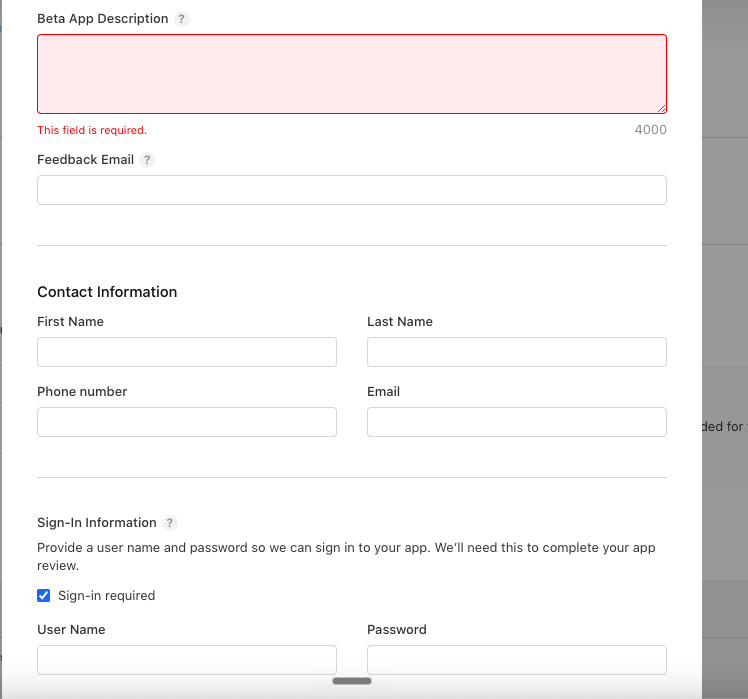 Beta App Description ?
This field is required.
4000
Feedback Email ?
Contact Information
First Name
Last Name
Phone number
Email
ded for
Sign-In Information ?
Provide a user name and password so we can sign in to your app. We’ll need this to complete your app
review.
Sign-in required
User Name
Password